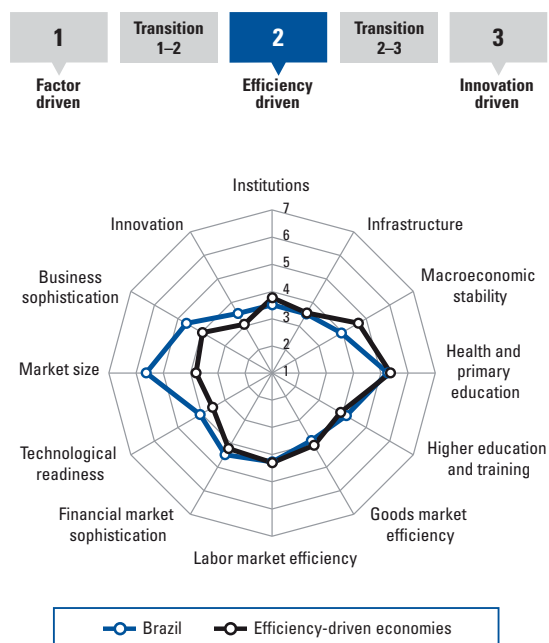 1
Transition
1–2
2
Transition
2–3
3
Factor
driven
Efficiency
driven
Innovation
driven
Institutions
7
Innovation
Infrastructure
6
5
Business
sophistication
Macroeconomic
stability
4
3
2
Market size
1
Health and
primary
education
Technological
readiness
Higher education
and training
Financial market
sophistication
Goods market
efficiency
Labor market efficiency
Brazil
Efficiency-driven economies